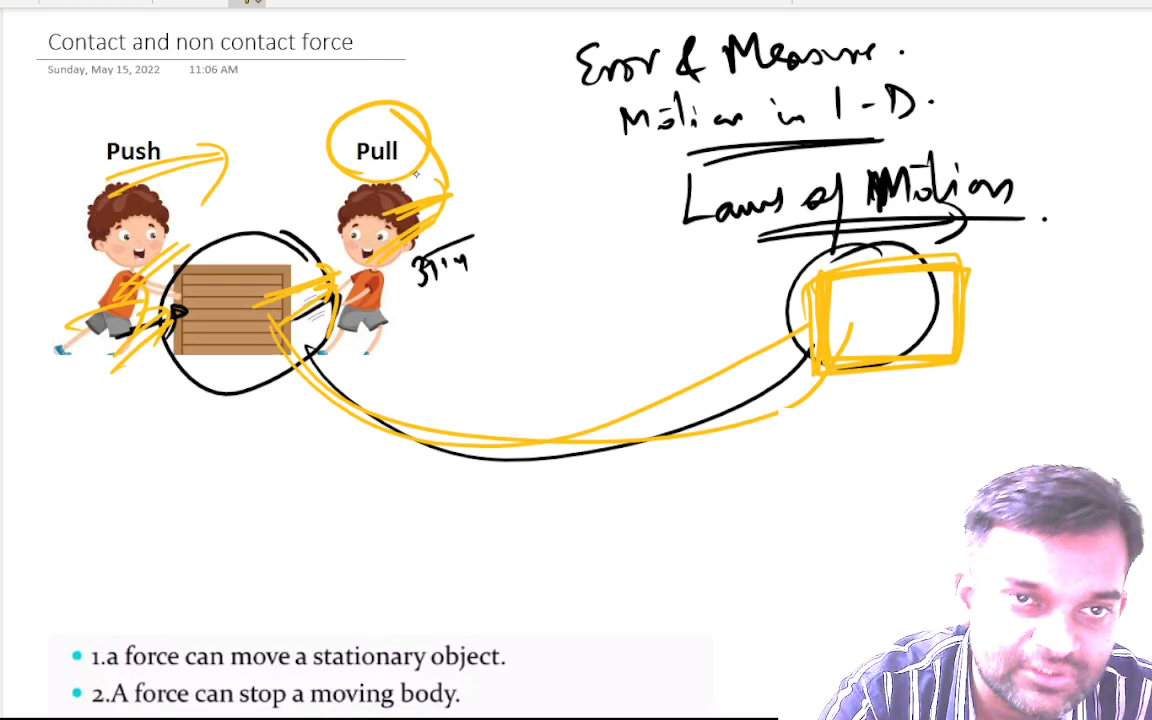 Contact and non contact force
Sunday, May 15, 2022 11:06 AM
Error & Measure.
Motion in 1-D.
Push
Pull
Laws of Motion.
1.a force can move a stationary object.
2.A force can stop a moving body.